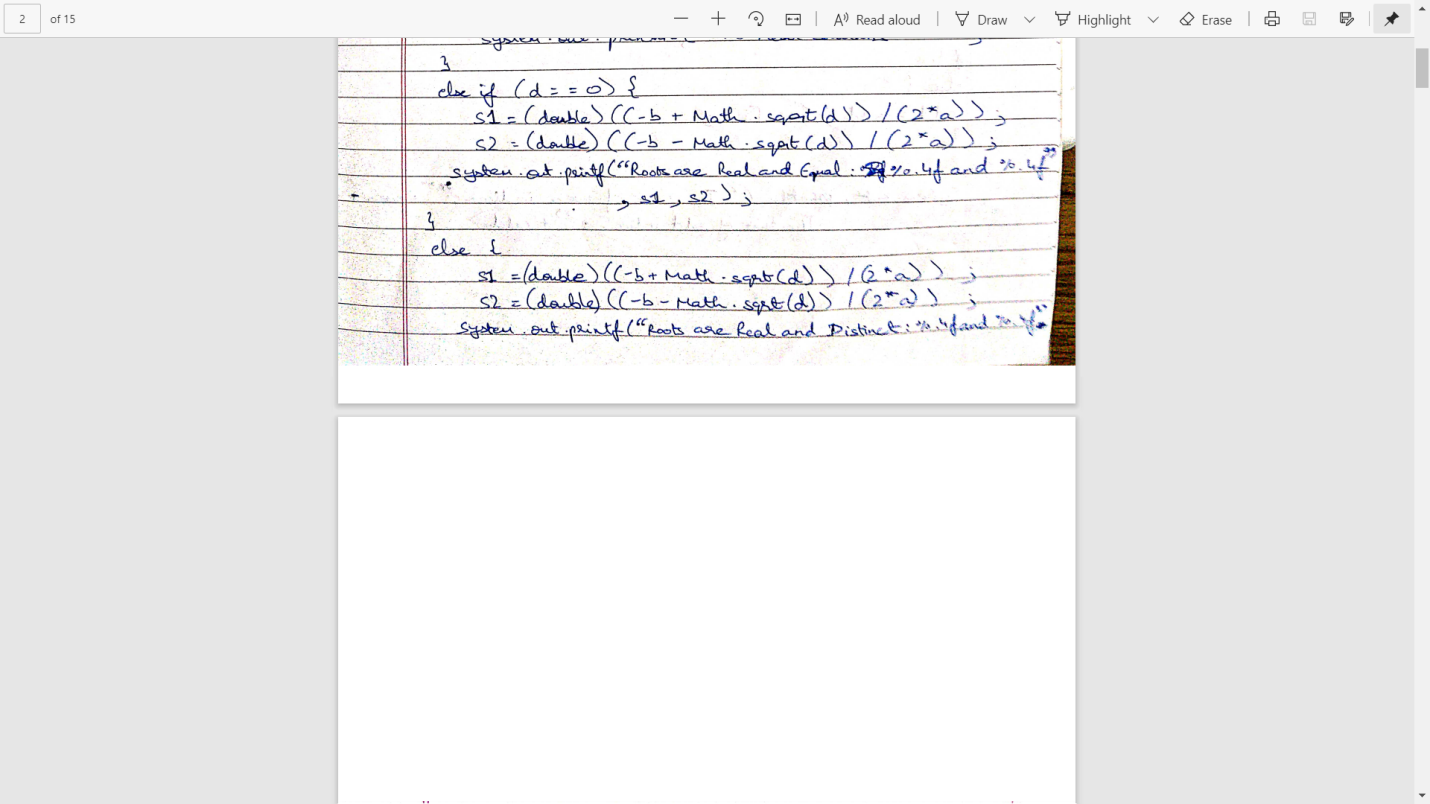 2 of 15 Read aloud Draw Highlight Erase
}
else if (d = = 0) {
s1 = (double) ((-b + Math . sqrt(d)) / (2*a)) ;
s2 = (double) ((-b - Math . sqrt(d)) / (2*a)) ;
system . out . printf("Roots are Real and Equal : %.4f and %.4f"
, s1 , s2 ) ;
}
else {
s1 = (double) ((-b + Math . sqrt(d)) / (2*a) ) ;
s2 = (double) ((-b - Math . sqrt(d)) / (2*a) ) ;
system . out . printf("Roots are Real and Distinct : %.4f and %.4f"